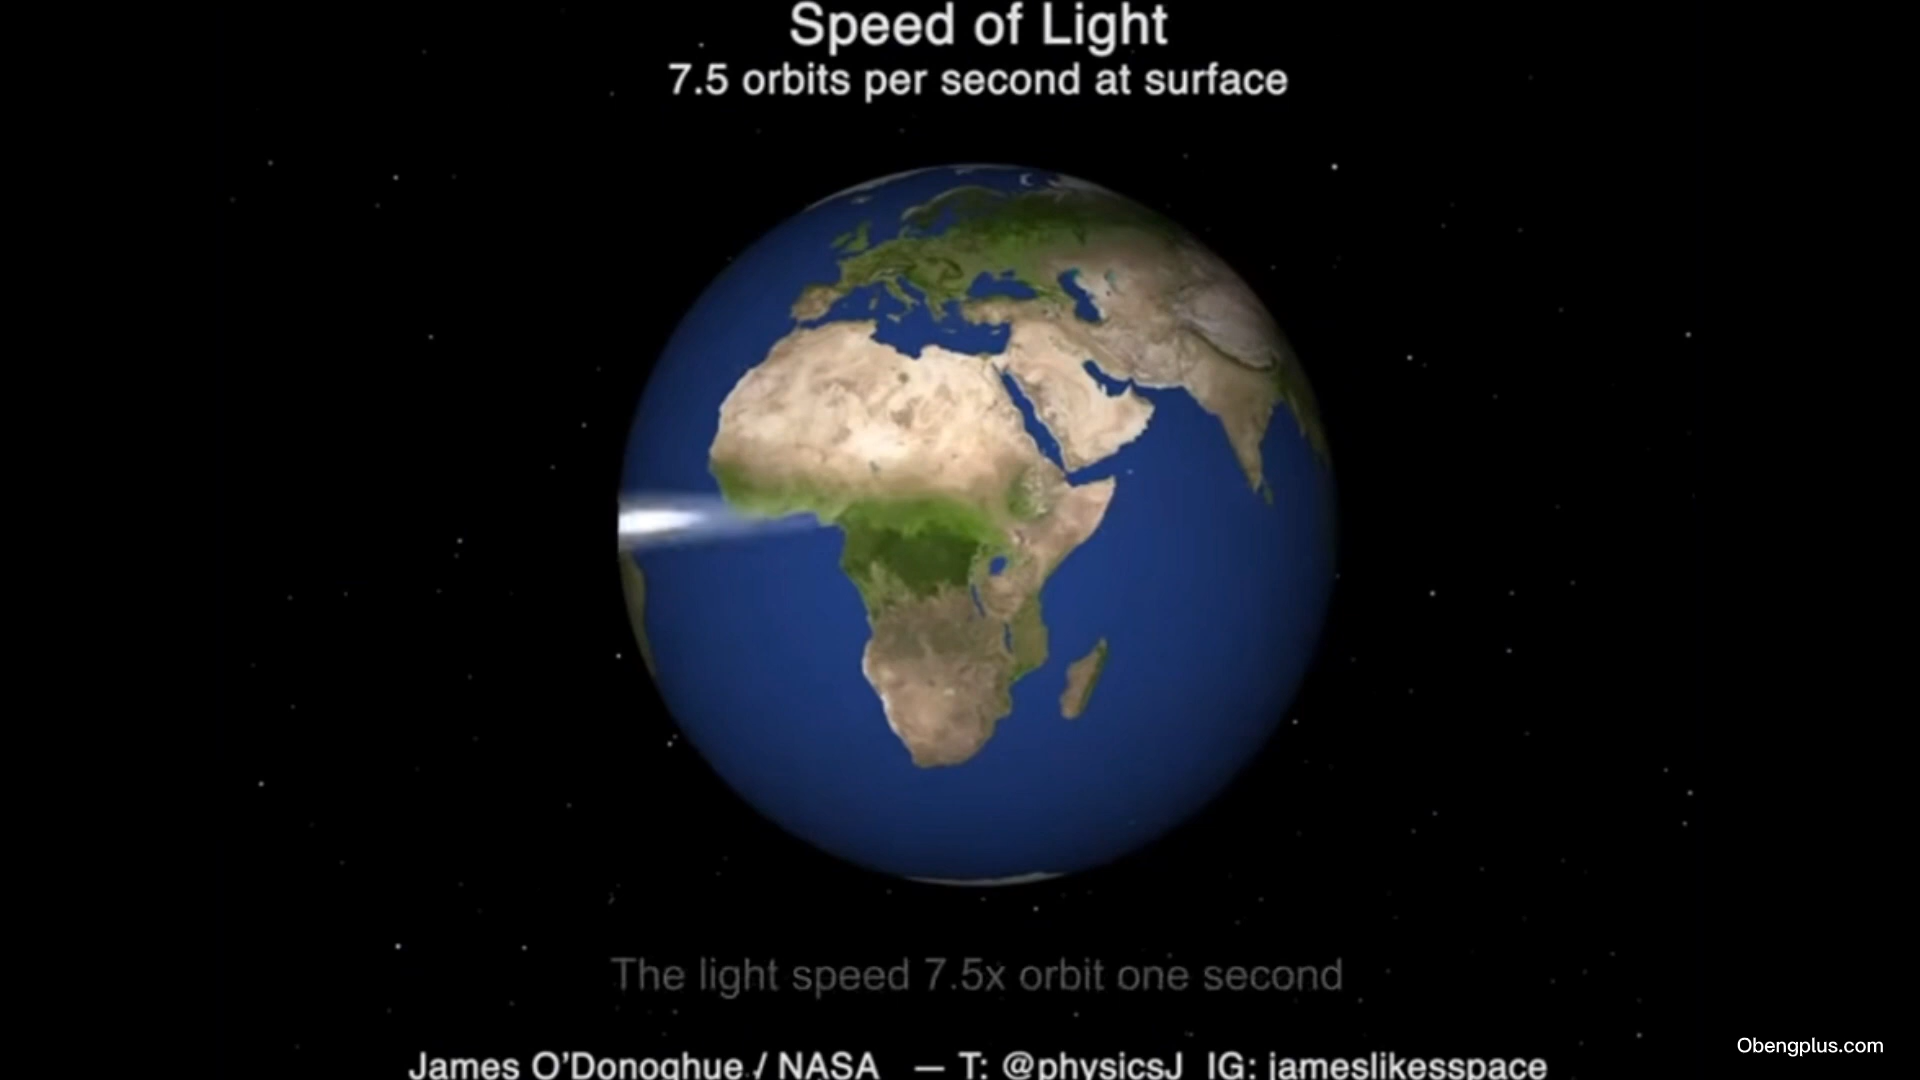 Speed of Light
7.5 orbits per second at surface
The light speed 7.5x orbit one second
Obengplus.com
James O'Donoghue / NASA — T: @physicsJ IG: jameslikesspace